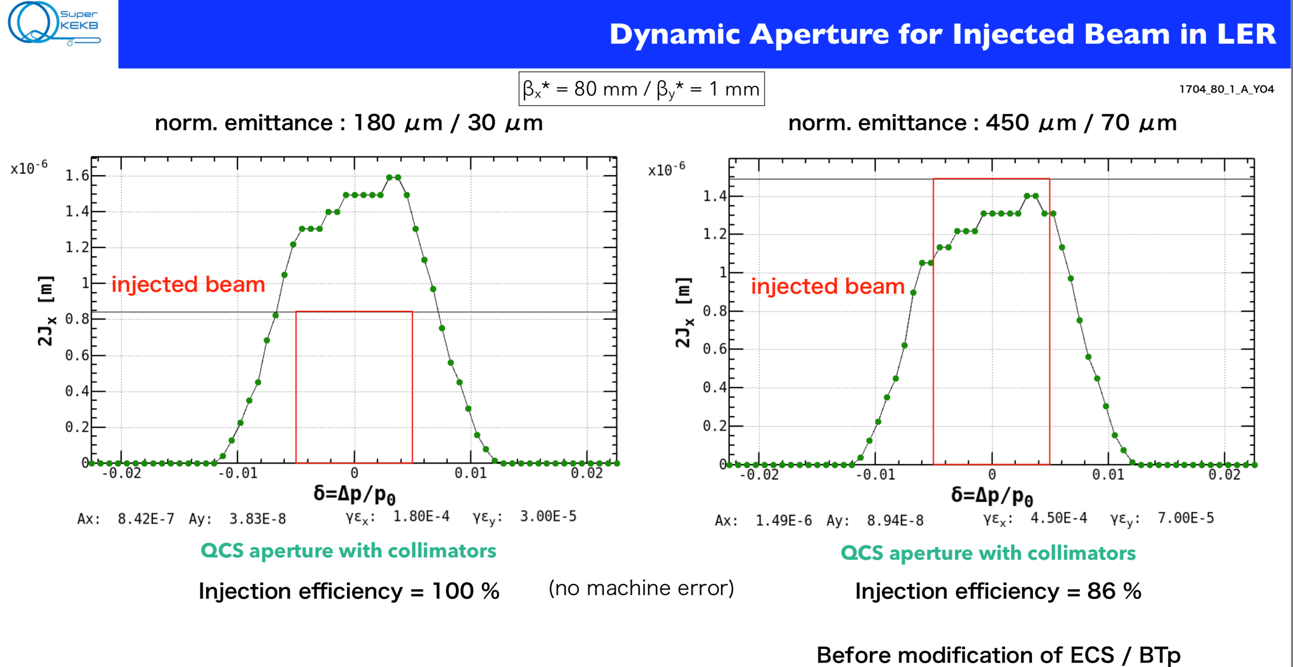 Super
KEKB
Dynamic Aperture for Injected Beam in LER
βx* = 80 mm / βy* = 1 mm
1704_80_1_A_YO4
norm. emittance : 180 μm / 30 μm
x10-6
1.6
1.4
1.2
1
0.8
0.6
0.4
0.2
0
2Jx [m]
injected beam
-0.02 -0.01 0 0.01 0.02
δ=Δp/p0
Ax: 8.42E-7 Ay: 3.83E-8 γεx: 1.80E-4 γεy: 3.00E-5
QCS aperture with collimators
Injection efficiency = 100 %
(no machine error)
norm. emittance : 450 μm / 70 μm
x10-6
1.4
1.2
1
0.8
0.6
0.4
0.2
0
2Jx [m]
injected beam
-0.02 -0.01 0 0.01 0.02
δ=Δp/p0
Ax: 1.49E-6 Ay: 8.94E-8 γεx: 4.50E-4 γεy: 7.00E-5
QCS aperture with collimators
Injection efficiency = 86 %
Before modification of ECS / BTp